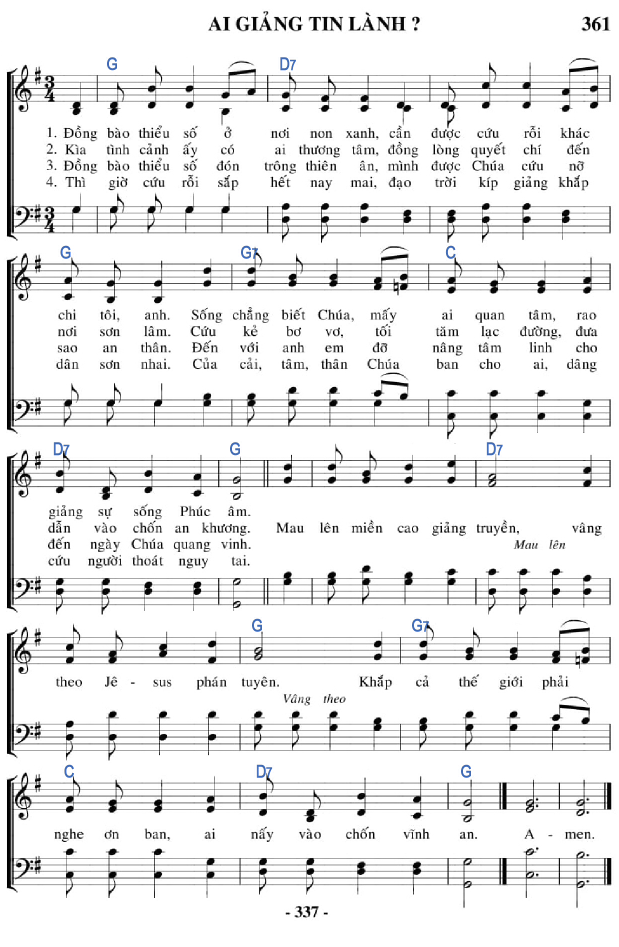 AI GIẢNG TIN LÀNH ? 361
G D7
3 4
1. Đồng bào thiểu số ở nơi non xanh, cần được cứu rỗi khác
2. Kìa tình cảnh ấy có ai thương tâm, đồng lòng quyết chí đến
3. Đồng bào thiểu số đón trông thiên ân, mình được Chúa cứu nỡ
4. Thì giờ cứu rỗi sắp hết nay mai, đạo trời kíp giảng khắp
3 4
G G7 C
chi tôi, anh. Sống chẳng biết Chúa, mấy ai quan tâm, rao
nơi sơn lâm. Cứu kẻ bơ vơ, tối tăm lạc đường, đưa
sao an thân. Đến với anh em đỡ nâng tâm linh cho
dân sơn nhai. Của cải, tâm, thân Chúa ban cho ai, dâng
D7 G D7
giảng sự sống Phúc âm.
dẫn vào chốn an khương. Mau lên miền cao giảng truyền, vâng
đến ngày Chúa quang vinh. Mau lên
cứu người thoát nguy tai.
G G7
theo Jê - sus phán tuyên. Khắp cả thế giới phải
Vâng theo
C D7 G
nghe ơn ban, ai nấy vào chốn vĩnh an. A - men.
- 337 -